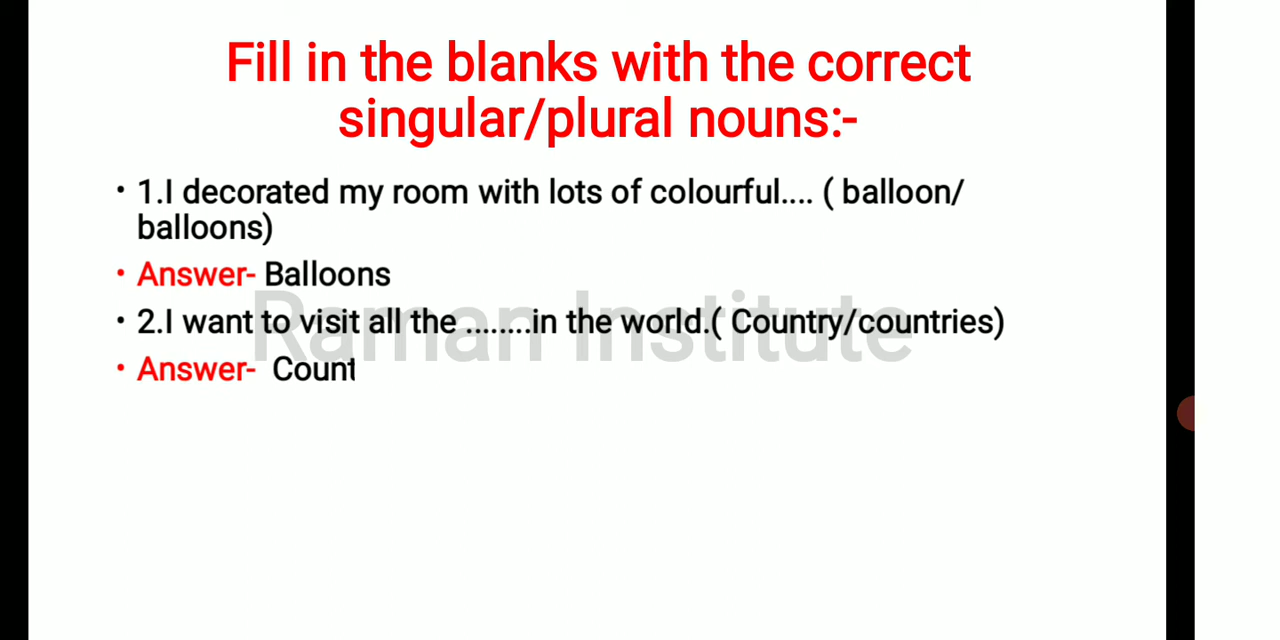 Fill in the blanks with the correct
singular/plural nouns:-
• 1.I decorated my room with lots of colourful.... ( balloon/
balloons)
• Answer- Balloons
• 2.I want to visit all the ........in the world.( Country/countries)
• Answer- Count
Raman Institute